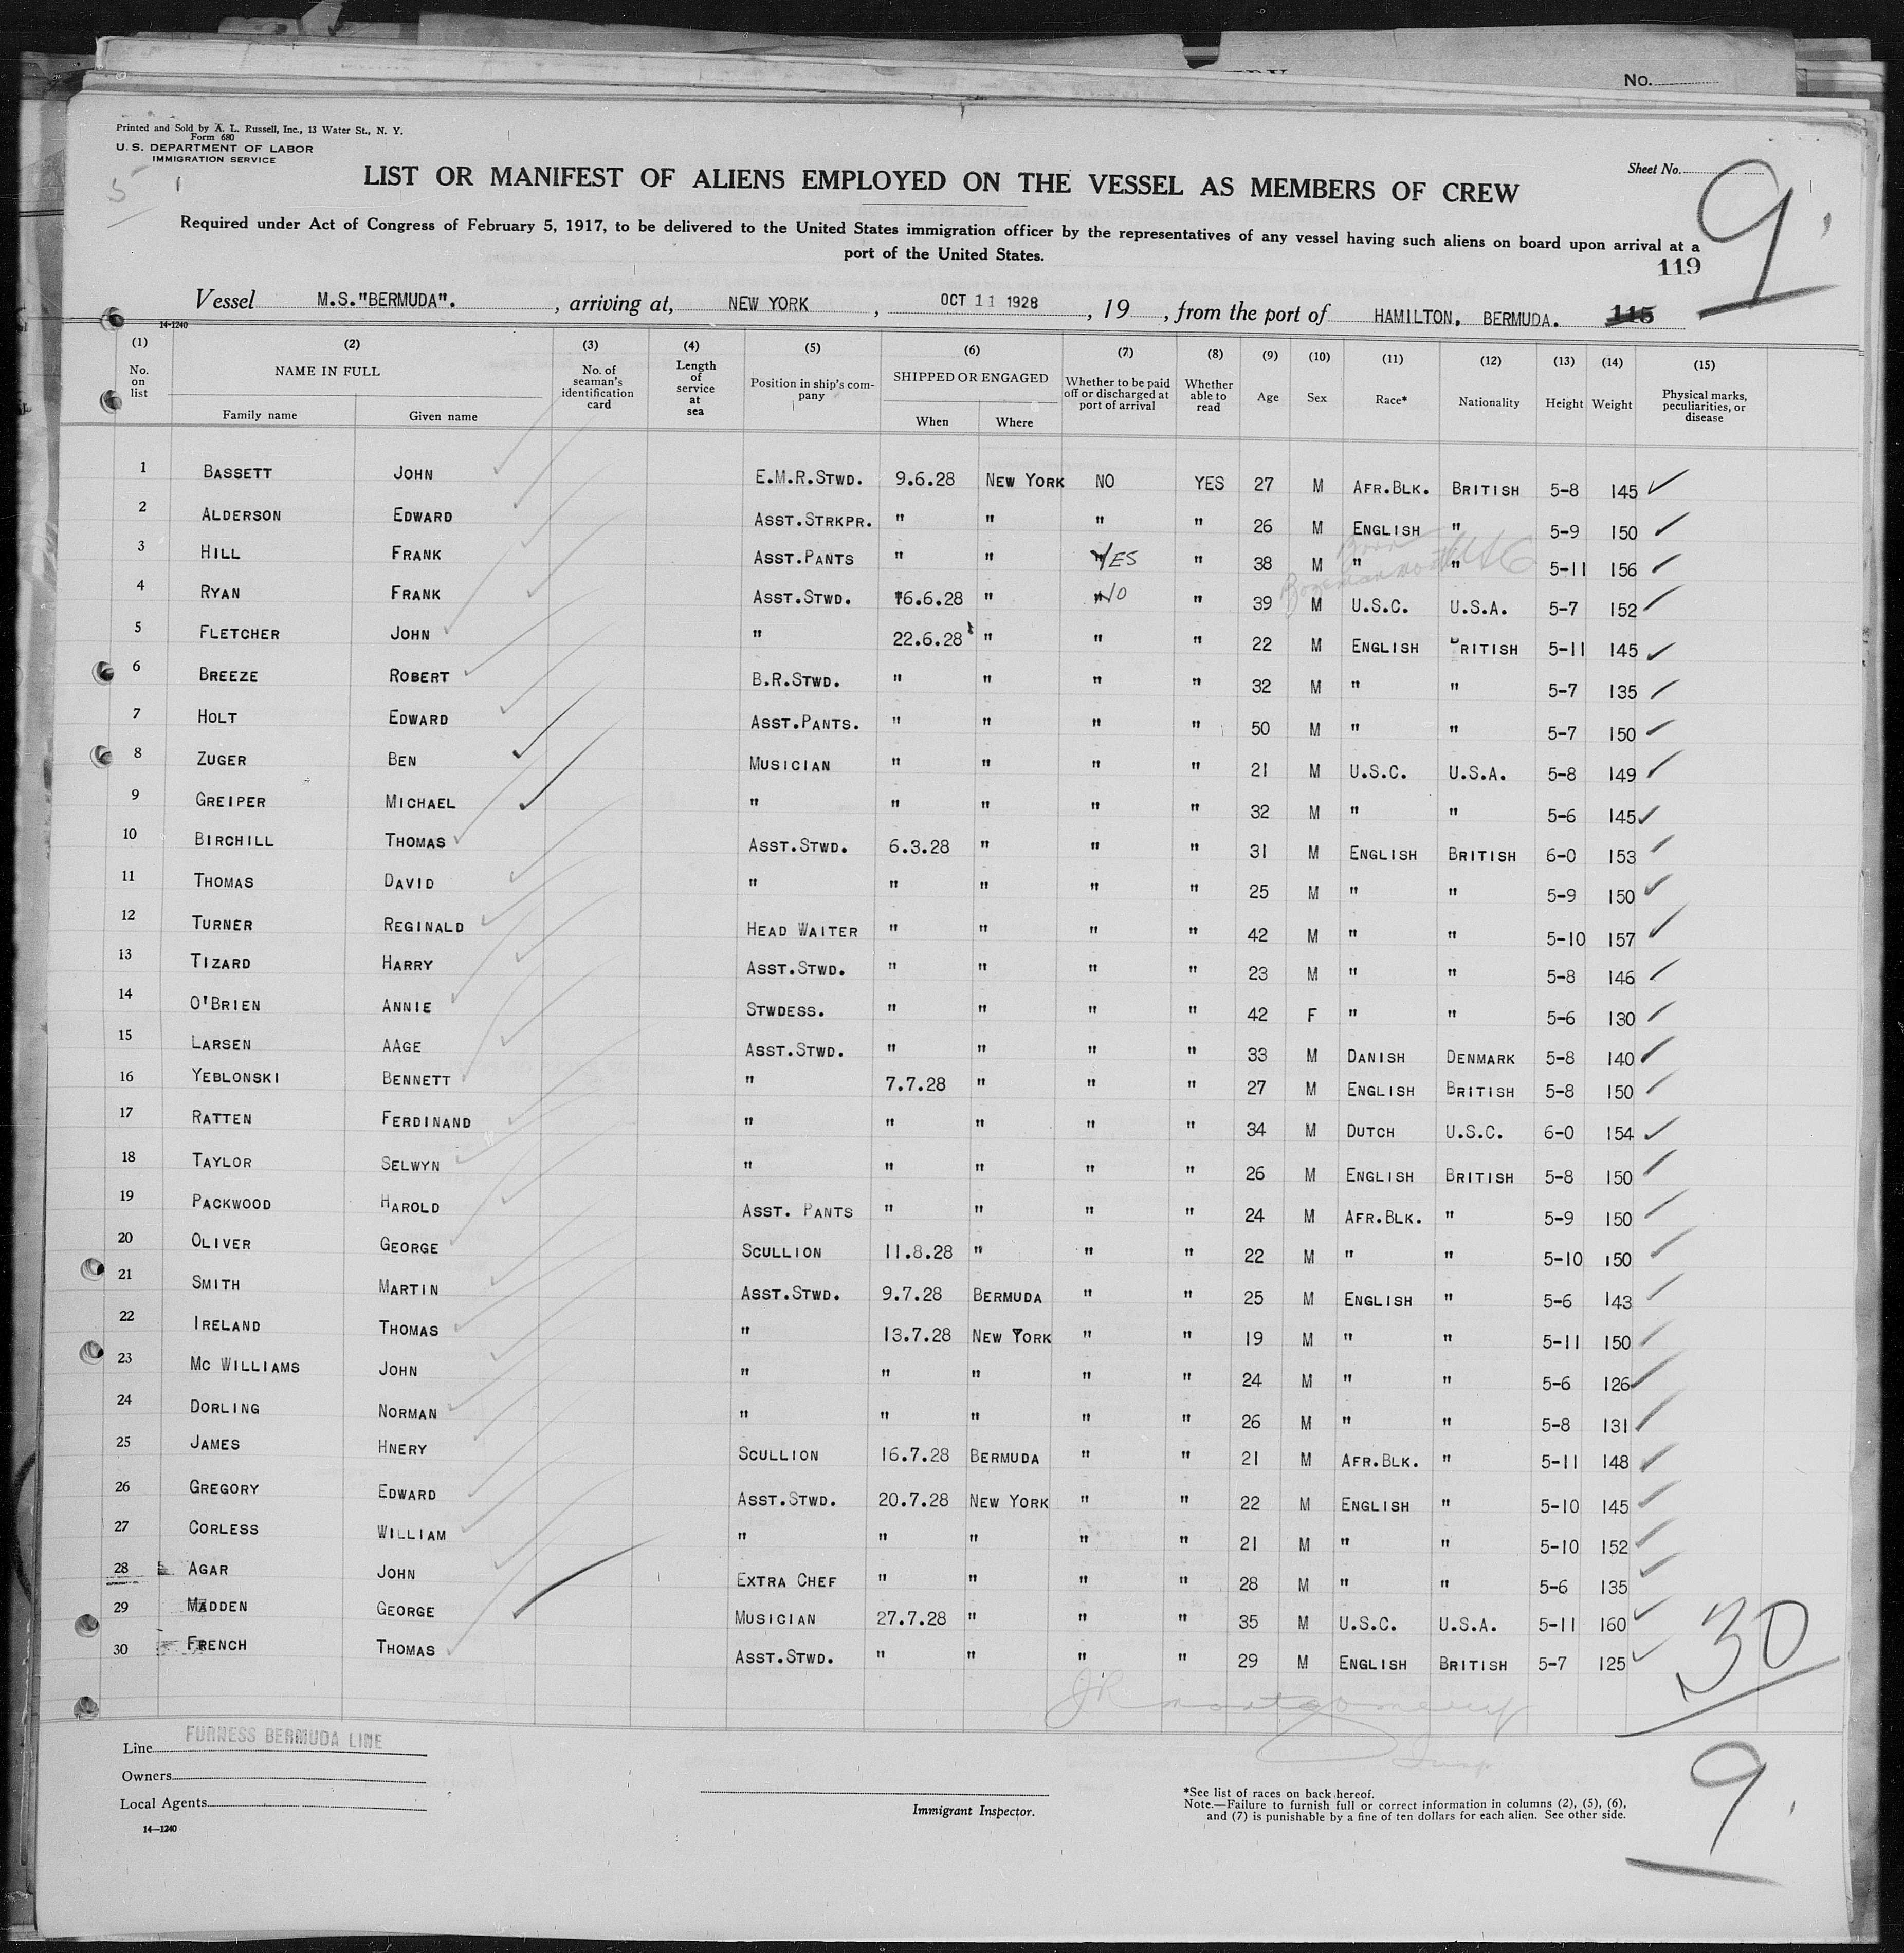 No.
Printed and Sold by A. L. Russell, Inc., 13 Water St., N. Y.
Form 680
U. S. DEPARTMENT OF LABOR
IMMIGRATION SERVICE
5
Sheet No.
9.
LIST OR MANIFEST OF ALIENS EMPLOYED ON THE VESSEL AS MEMBERS OF CREW
Required under Act of Congress of February 5, 1917, to be delivered to the United States immigration officer by the representatives of any vessel having such aliens on board upon arrival at a
port of the United States.
119
Vessel M.S."BERMUDA". , arriving at, NEW YORK , OCT 11 1928 , 19 , from the port of HAMILTON, BERMUDA. 115
14-1240
(1) (2) (3) (4) (5) (6) (7) (8) (9) (10) (11) (12) (13) (14) (15)
No. on list NAME IN FULL Family name Given name No. of seaman's identification card Length of service at sea Position in ship's company SHIPPED OR ENGAGED When Where Whether to be paid off or discharged at port of arrival Whether able to read Age Sex Race* Nationality Height Weight Physical marks, peculiarities, or disease
1 BASSETT JOHN E.M.R.STWD. 9.6.28 NEW YORK NO YES 27 M AFR.BLK. BRITISH 5-8 145
2 ALDERSON EDWARD ASST.STRKPR. " " " " 26 M ENGLISH " 5-9 150
3 HILL FRANK ASST.PANTS " " YES " 38 M " " 5-11 156
Born
4 RYAN FRANK ASST.STWD. 16.6.28 " NO " 39 M U.S.C. U.S.A. 5-7 152
5 FLETCHER JOHN " 22.6.28 " " " 22 M ENGLISH BRITISH 5-11 145
6 BREEZE ROBERT B.R.STWD. " " " " 32 M " " 5-7 135
7 HOLT EDWARD ASST.PANTS. " " " " 50 M " " 5-7 150
8 ZUGER BEN MUSICIAN " " " " 21 M U.S.C. U.S.A. 5-8 149
9 GREIPER MICHAEL " " " " " 32 M " " 5-6 145
10 BIRCHILL THOMAS ASST.STWD. 6.3.28 " " " 31 M ENGLISH BRITISH 6-0 153
11 THOMAS DAVID " " " " " 25 M " " 5-9 150
12 TURNER REGINALD HEAD WAITER " " " " 42 M " " 5-10 157
13 TIZARD HARRY ASST.STWD. " " " " 23 M " " 5-8 146
14 O'BRIEN ANNIE STWDESS. " " " " 42 F " " 5-6 130
15 LARSEN AAGE ASST.STWD. " " " " 33 M DANISH DENMARK 5-8 140
16 YEBLONSKI BENNETT " 7.7.28 " " " 27 M ENGLISH BRITISH 5-8 150
17 RATTEN FERDINAND " " " " " 34 M DUTCH U.S.C. 6-0 154
18 TAYLOR SELWYN " " " " " 26 M ENGLISH BRITISH 5-8 150
19 PACKWOOD HAROLD ASST. PANTS " " " " 24 M AFR.BLK. " 5-9 150
20 OLIVER GEORGE SCULLION 11.8.28 " " " 22 M " " 5-10 150
21 SMITH MARTIN ASST.STWD. 9.7.28 BERMUDA " " 25 M ENGLISH " 5-6 143
22 IRELAND THOMAS " 13.7.28 NEW YORK " " 19 M " " 5-11 150
23 MC WILLIAMS JOHN " " " " " 24 M " " 5-6 126
24 DORLING NORMAN " " " " " 26 M " " 5-8 131
25 JAMES HNERY SCULLION 16.7.28 BERMUDA " " 21 M AFR.BLK. " 5-11 148
26 GREGORY EDWARD ASST.STWD. 20.7.28 NEW YORK " " 22 M ENGLISH " 5-10 145
27 CORLESS WILLIAM " " " " " 21 M " " 5-10 152
28 AGAR JOHN EXTRA CHEF " " " " 28 M " " 5-6 135
29 MADDEN GEORGE MUSICIAN 27.7.28 " " " 35 M U.S.C. U.S.A. 5-11 160
30 FRENCH THOMAS ASST.STWD. " " " " 29 M ENGLISH BRITISH 5-7 125
30
JR Montgomery
Insp
Line FURNESS BERMUDA LINE
Owners
Local Agents
14—1240
Immigrant Inspector.
*See list of races on back hereof.
Note.—Failure to furnish full or correct information in columns (2), (5), (6),
and (7) is punishable by a fine of ten dollars for each alien. See other side.
9.